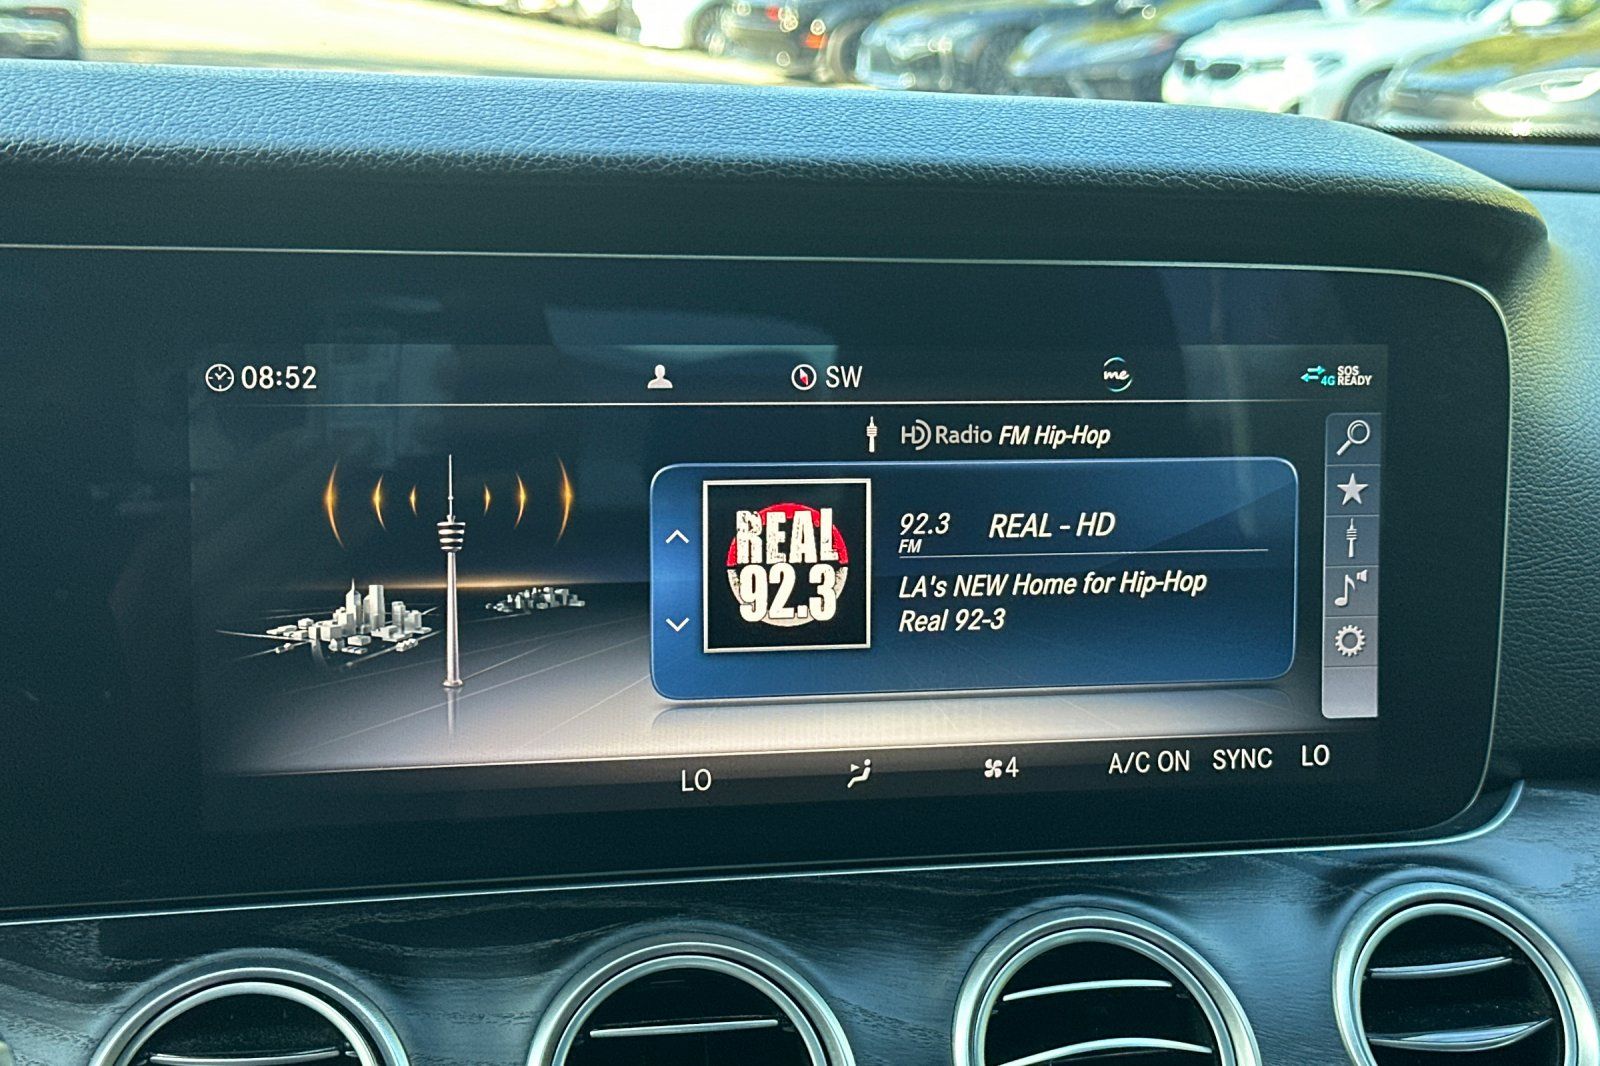 08:52
SW
me
4G
SOS
READY
HD Radio FM Hip-Hop
REAL
92.3
92.3
FM
REAL - HD
LA's NEW Home for Hip-Hop
Real 92-3
LO
4
A/C ON
SYNC
LO